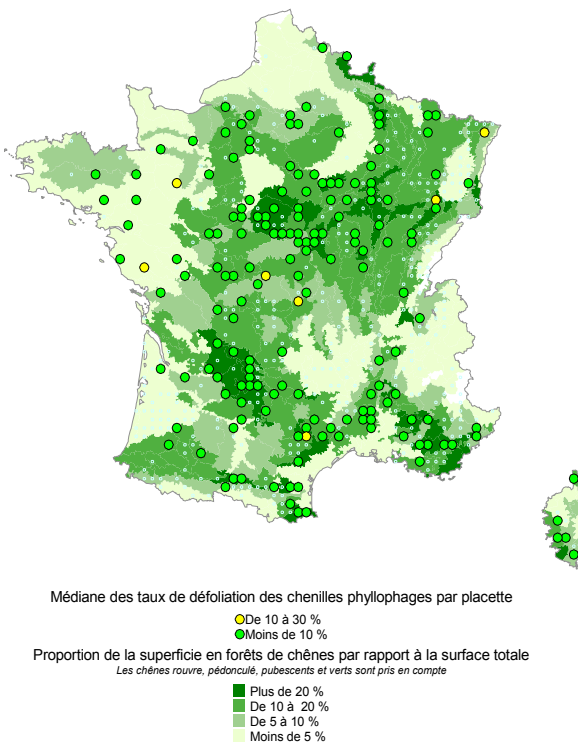 Médiane des taux de défoliation des chenilles phyllophages par placette
De 10 à 30 %
Moins de 10 %
Proportion de la superficie en forêts de chênes par rapport à la surface totale
Les chênes rouvre, pédonculé, pubescents et verts sont pris en compte
Plus de 20 %
De 10 à 20 %
De 5 à 10 %
Moins de 5 %